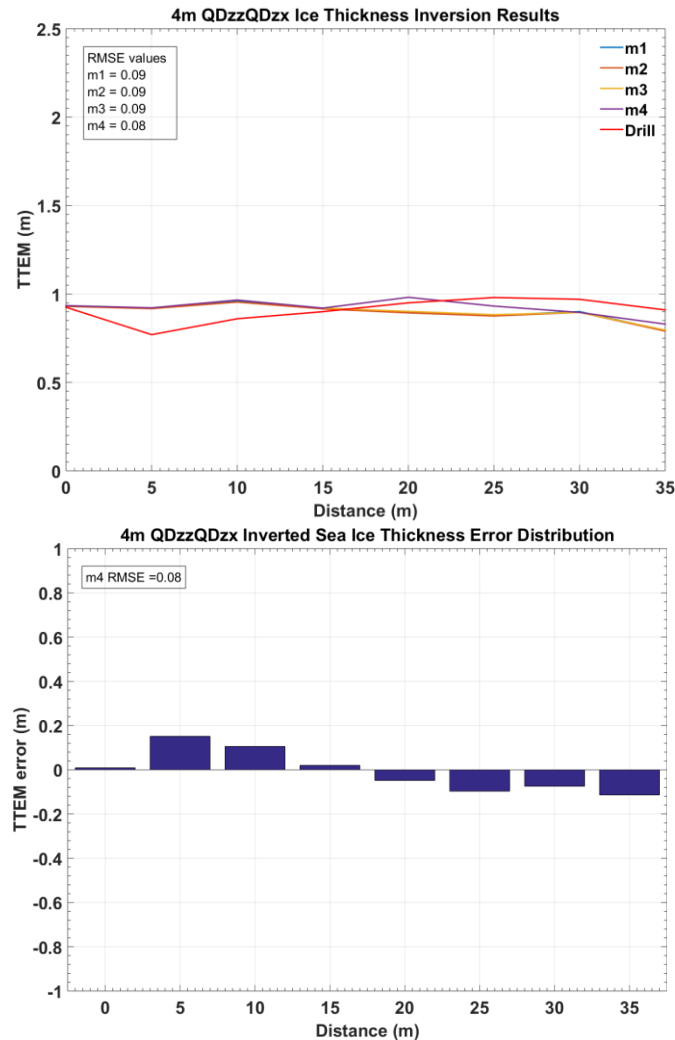 4m QDzzQDzx Ice Thickness Inversion Results
2.5
2
1.5
1
0.5
0
TTEM (m)
RMSE values
m1 = 0.09
m2 = 0.09
m3 = 0.09
m4 = 0.08
m1
m2
m3
m4
Drill
0 5 10 15 20 25 30 35
Distance (m)
4m QDzzQDzx Inverted Sea Ice Thickness Error Distribution
1
0.8
0.6
0.4
0.2
0
-0.2
-0.4
-0.6
-0.8
-1
TTEM error (m)
m4 RMSE =0.08
0 5 10 15 20 25 30 35
Distance (m)